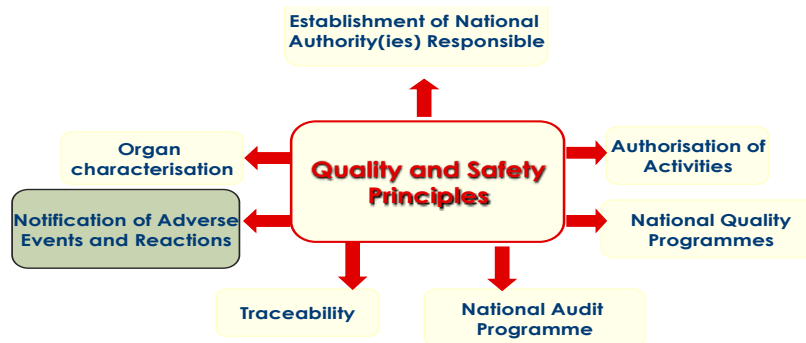 Establishment of National
Authority(ies) Responsible
Organ
characterisation
Quality and Safety
Principles
Authorisation of
Activities
Notification of Adverse
Events and Reactions
National Quality
Programmes
Traceability
National Audit
Programme